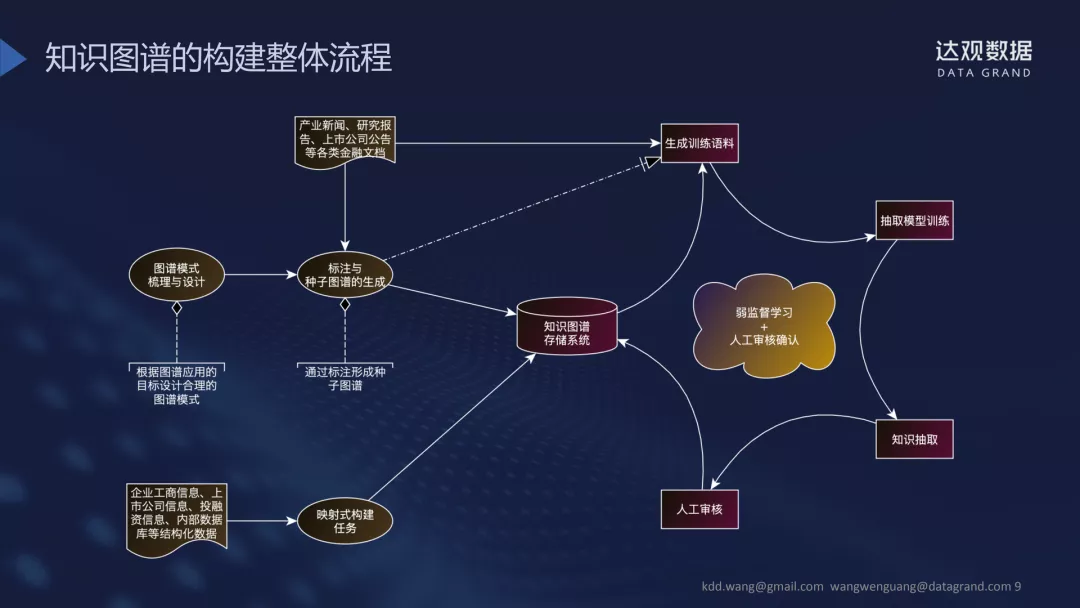 知识图谱的构建整体流程
达观数据
DATA GRAND
产业新闻、研究报
告、上市公司公告
等各类金融文档
生成训练语料
抽取模型训练
图谱模式
梳理与设计
标注与
种子图谱的生成
知识图谱
存储系统
弱监督学习
+
人工审核确认
根据图谱应用的
目标设计合理的
图谱模式
通过标注形成种
子图谱
知识抽取
企业工商信息、上
市公司信息、投融
资信息、内部数据
库等结构化数据
映射式构建
任务
人工审核
kdd.wang@gmail.com wangwenguang@datagrand.com 9